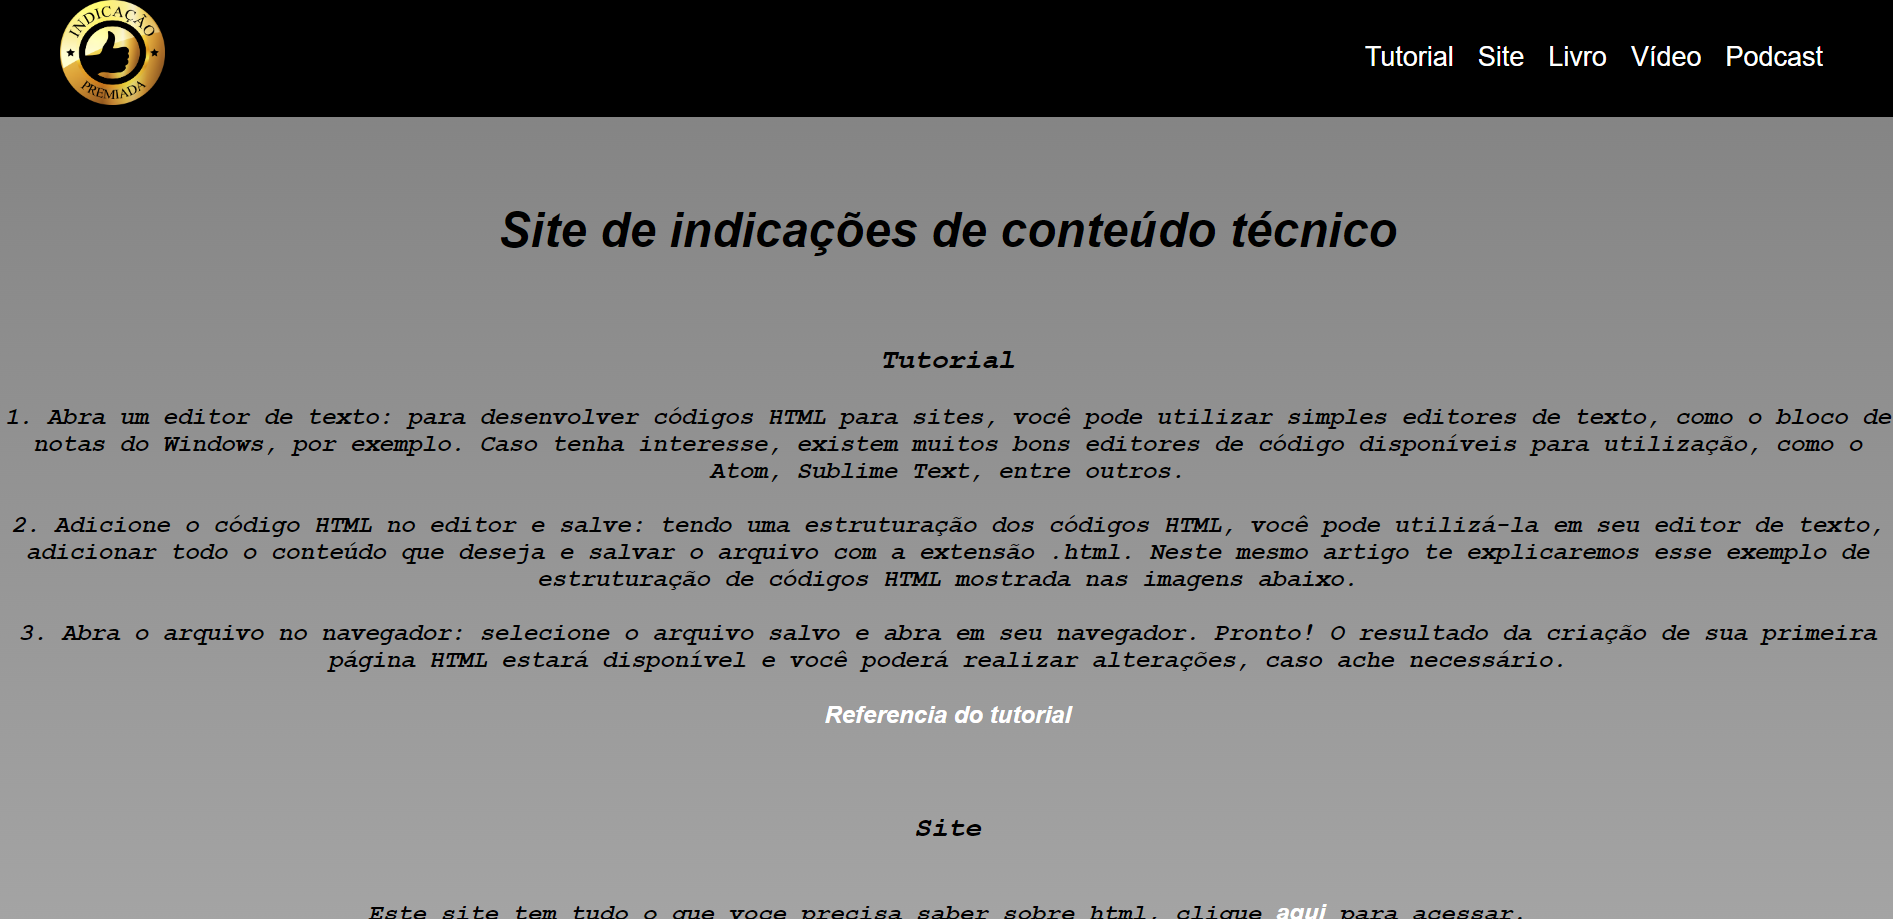 INDICAÇÃO
PREMIADA
Tutorial Site Livro Vídeo Podcast
Site de indicações de conteúdo técnico
Tutorial
1. Abra um editor de texto: para desenvolver códigos HTML para sites, você pode utilizar simples editores de texto, como o bloco de
notas do Windows, por exemplo. Caso tenha interesse, existem muitos bons editores de código disponíveis para utilização, como o
Atom, Sublime Text, entre outros.
2. Adicione o código HTML no editor e salve: tendo uma estruturação dos códigos HTML, você pode utilizá-la em seu editor de texto,
adicionar todo o conteúdo que deseja e salvar o arquivo com a extensão .html. Neste mesmo artigo te explicaremos esse exemplo de
estruturação de códigos HTML mostrada nas imagens abaixo.
3. Abra o arquivo no navegador: selecione o arquivo salvo e abra em seu navegador. Pronto! O resultado da criação de sua primeira
página HTML estará disponível e você poderá realizar alterações, caso ache necessário.
Referencia do tutorial
Site
Este site tem tudo o que voce precisa saber sobre html, clique aqui para acessar.